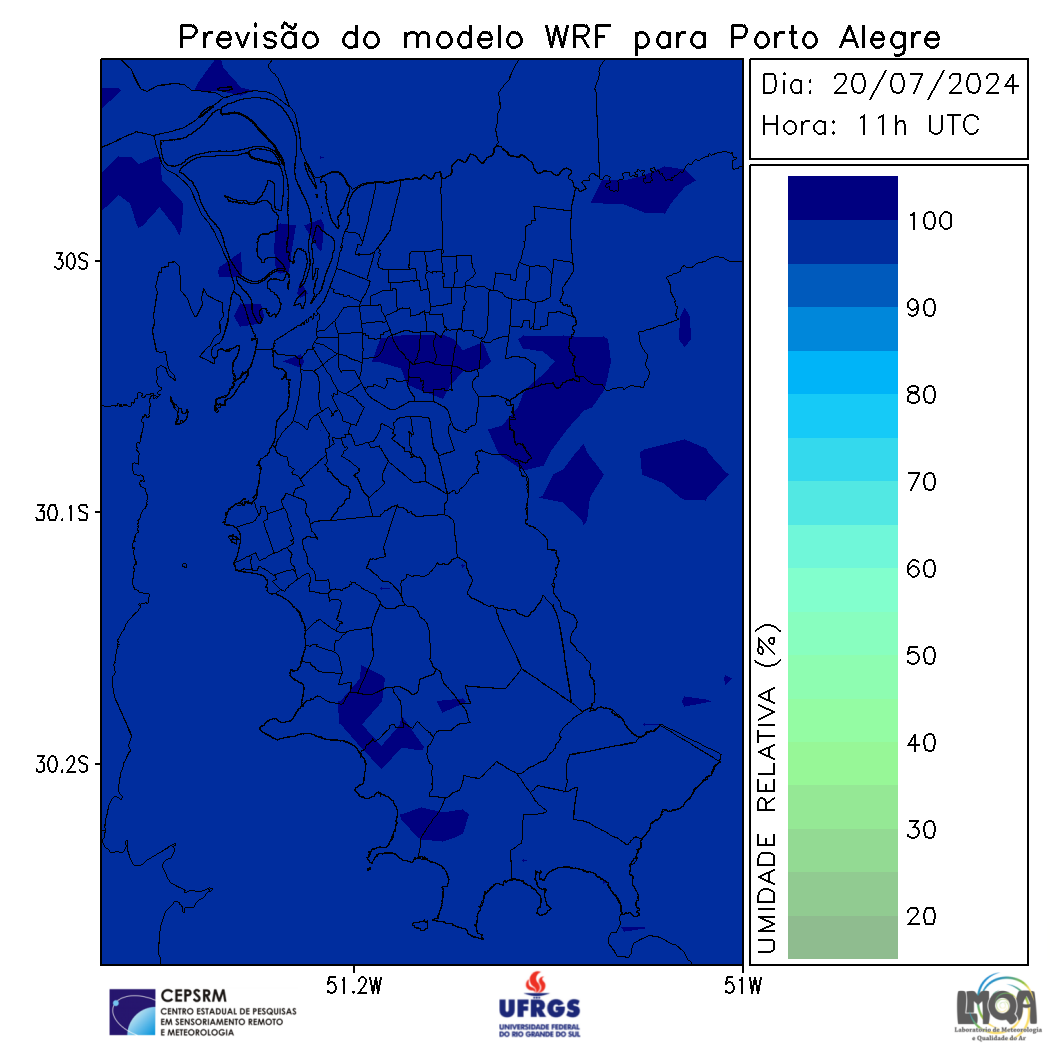 Previsão do modelo WRF para Porto Alegre
Dia: 20/07/2024
Hora: 11h UTC
30S
30.1S
30.2S
51.2W
51W
100
90
80
70
60
50
40
30
20
UMIDADE RELATIVA (%)
CEPSRM
CENTRO ESTADUAL DE PESQUISAS
EM SENSORIAMENTO REMOTO
E METEOROLOGIA
UFRGS
UNIVERSIDADE FEDERAL
DO RIO GRANDE DO SUL
LMQA
Laboratório de Meteorologia
e Qualidade do Ar